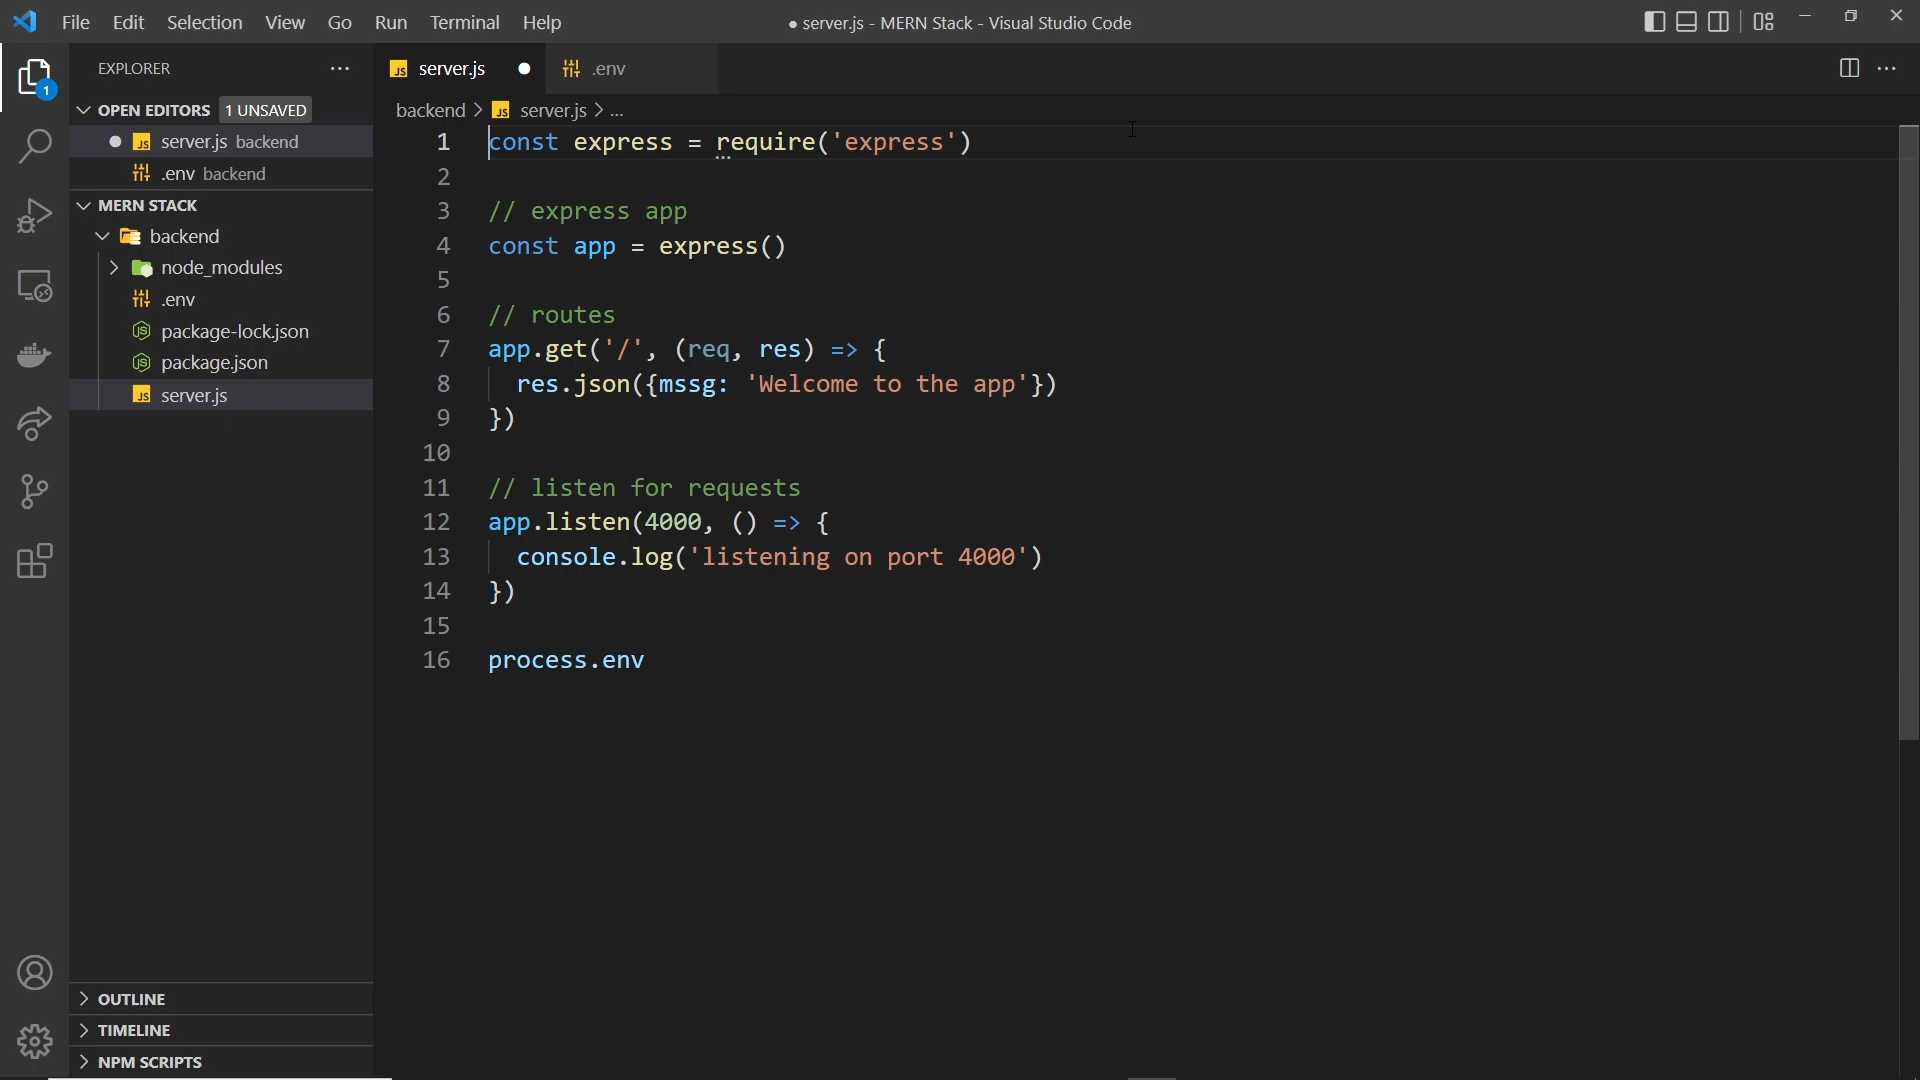 File Edit Selection View Go Run Terminal Help
● server.js - MERN Stack - Visual Studio Code
EXPLORER
1
OPEN EDITORS 1 UNSAVED
JS server.js backend
.env backend
MERN STACK
backend
node_modules
.env
package-lock.json
package.json
JS server.js
OUTLINE
TIMELINE
NPM SCRIPTS
JS server.js
.env
backend > JS server.js > ...
1 const express = require('express')
2
3 // express app
4 const app = express()
5
6 // routes
7 app.get('/', (req, res) => {
8 res.json({mssg: 'Welcome to the app'})
9 })
10
11 // listen for requests
12 app.listen(4000, () => {
13 console.log('listening on port 4000')
14 })
15
16 process.env